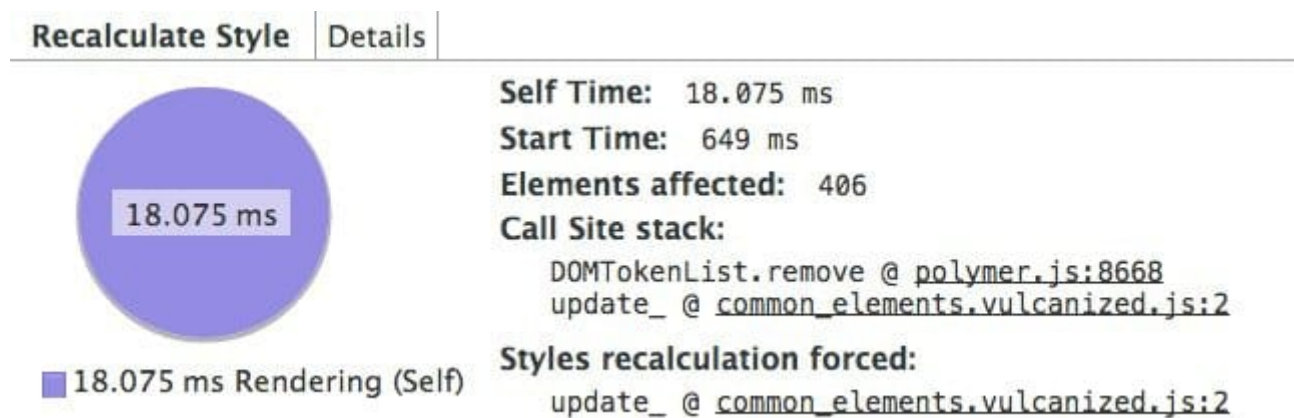 Recalculate Style Details
Self Time: 18.075 ms
Start Time: 649 ms
Elements affected: 406
Call Site stack:
DOMTokenList.remove @ polymer.js:8668
update_ @ common_elements.vulcanized.js:2
Styles recalculation forced:
update_ @ common_elements.vulcanized.js:2
18.075 ms
18.075 ms Rendering (Self)